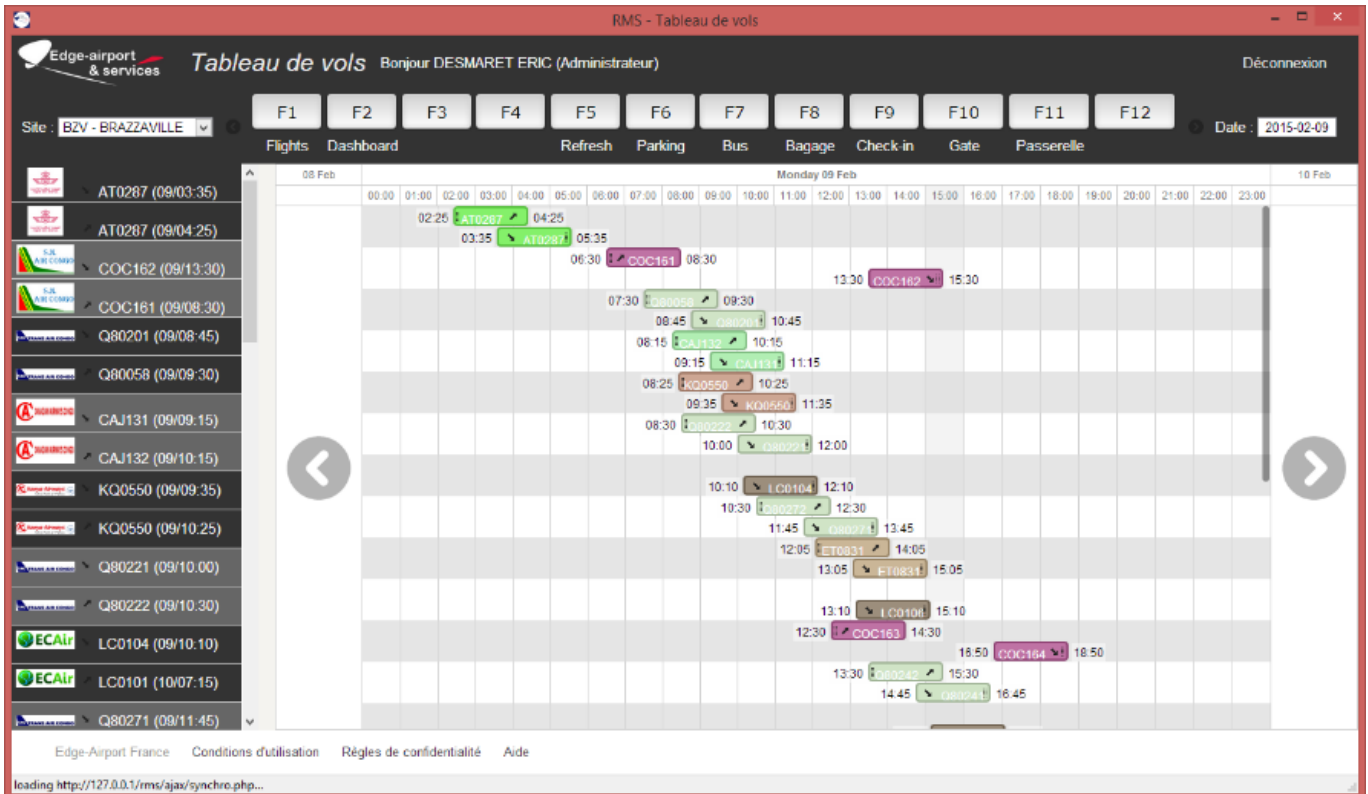 RMS - Tableau de vols
Edge-airport & services
Tableau de vols Bonjour DESMARET ERIC (Administrateur) Déconnexion
Site : BZV - BRAZZAVILLE
F1 F2 F3 F4 F5 F6 F7 F8 F9 F10 F11 F12
Date : 2015-02-09
Flights Dashboard Refresh Parking Bus Bagage Check-in Gate Passerelle
08 Feb Monday 09 Feb 10 Feb
00:00 01:00 02:00 03:00 04:00 05:00 06:00 07:00 08:00 09:00 10:00 11:00 12:00 13:00 14:00 15:00 16:00 17:00 18:00 19:00 20:00 21:00 22:00 23:00
AT0287 (09/03:35)
AT0287 (09/04:25)
COC162 (09/13:30)
COC161 (09/08:30)
Q80201 (09/08:45)
Q80058 (09/09:30)
CAJ131 (09/09:15)
CAJ132 (09/10:15)
KQ0550 (09/09:35)
KQ0550 (09/10:25)
Q80221 (09/10:00)
Q80222 (09/10:30)
ECAir LC0104 (09/10:10)
ECAir LC0101 (10/07:15)
Q80271 (09/11:45)
02:25 AT0287 04:25
03:35 AT0287 05:35
06:30 COC161 08:30
13:30 COC162 15:30
07:30 Q80058 09:30
08:45 Q80201 10:45
08:15 CAJ132 10:15
09:15 CAJ131 11:15
08:25 KQ0550 10:25
09:35 KQ0550 11:35
08:30 Q80222 10:30
10:00 Q80221 12:00
10:10 LC0104 12:10
10:30 Q80272 12:30
11:45 Q80271 13:45
12:05 ET0831 14:05
13:05 ET0831 15:05
13:10 LC0106 15:10
12:30 COC163 14:30
16:50 COC164 18:50
13:30 Q80242 15:30
14:45 Q80241 16:45
Edge-Airport France Conditions d'utilisation Règles de confidentialité Aide
loading http://127.0.0.1/rms/ajax/synchro.php...